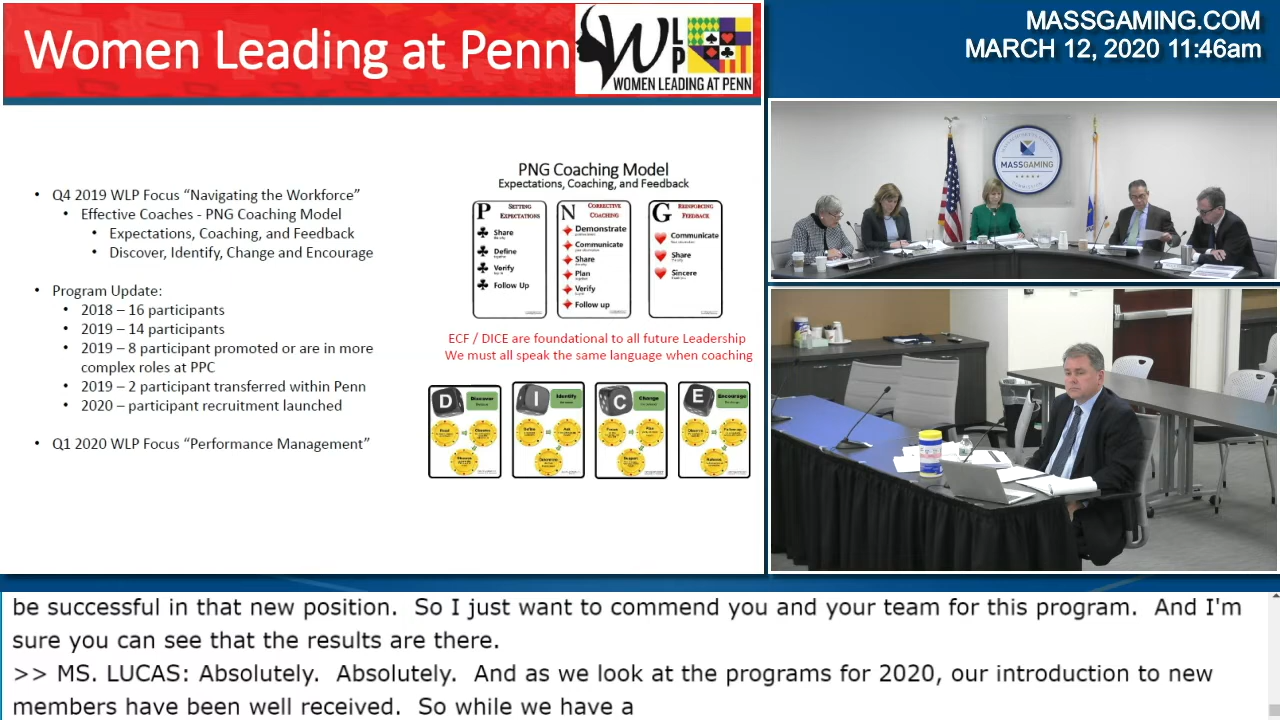 Women Leading at Penn
WLP
WOMEN LEADING AT PENN
MASSGAMING.COM
MARCH 12, 2020 11:46am
MASSGAMING
• Q4 2019 WLP Focus “Navigating the Workforce”
• Effective Coaches - PNG Coaching Model
• Expectations, Coaching, and Feedback
• Discover, Identify, Change and Encourage
• Program Update:
• 2018 – 16 participants
• 2019 – 14 participants
• 2019 – 8 participant promoted or are in more
complex roles at PPC
• 2019 – 2 participant transferred within Penn
• 2020 – participant recruitment launched
• Q1 2020 WLP Focus “Performance Management”
PNG Coaching Model
Expectations, Coaching, and Feedback
P SETTING
EXPECTATIONS
Share
Define
Verify
Follow Up
N CORRECTIVE
COACHING
Demonstrate
Communicate
Share
Plan
Verify
Follow up
G REINFORCING
FEEDBACK
Communicate
Share
Sincere
ECF / DICE are foundational to all future Leadership
We must all speak the same language when coaching
D Discover
I Identify
C Change
E Encourage
be successful in that new position. So I just want to commend you and your team for this program. And I'm
sure you can see that the results are there.
>> MS. LUCAS: Absolutely. Absolutely. And as we look at the programs for 2020, our introduction to new
members have been well received. So while we have a